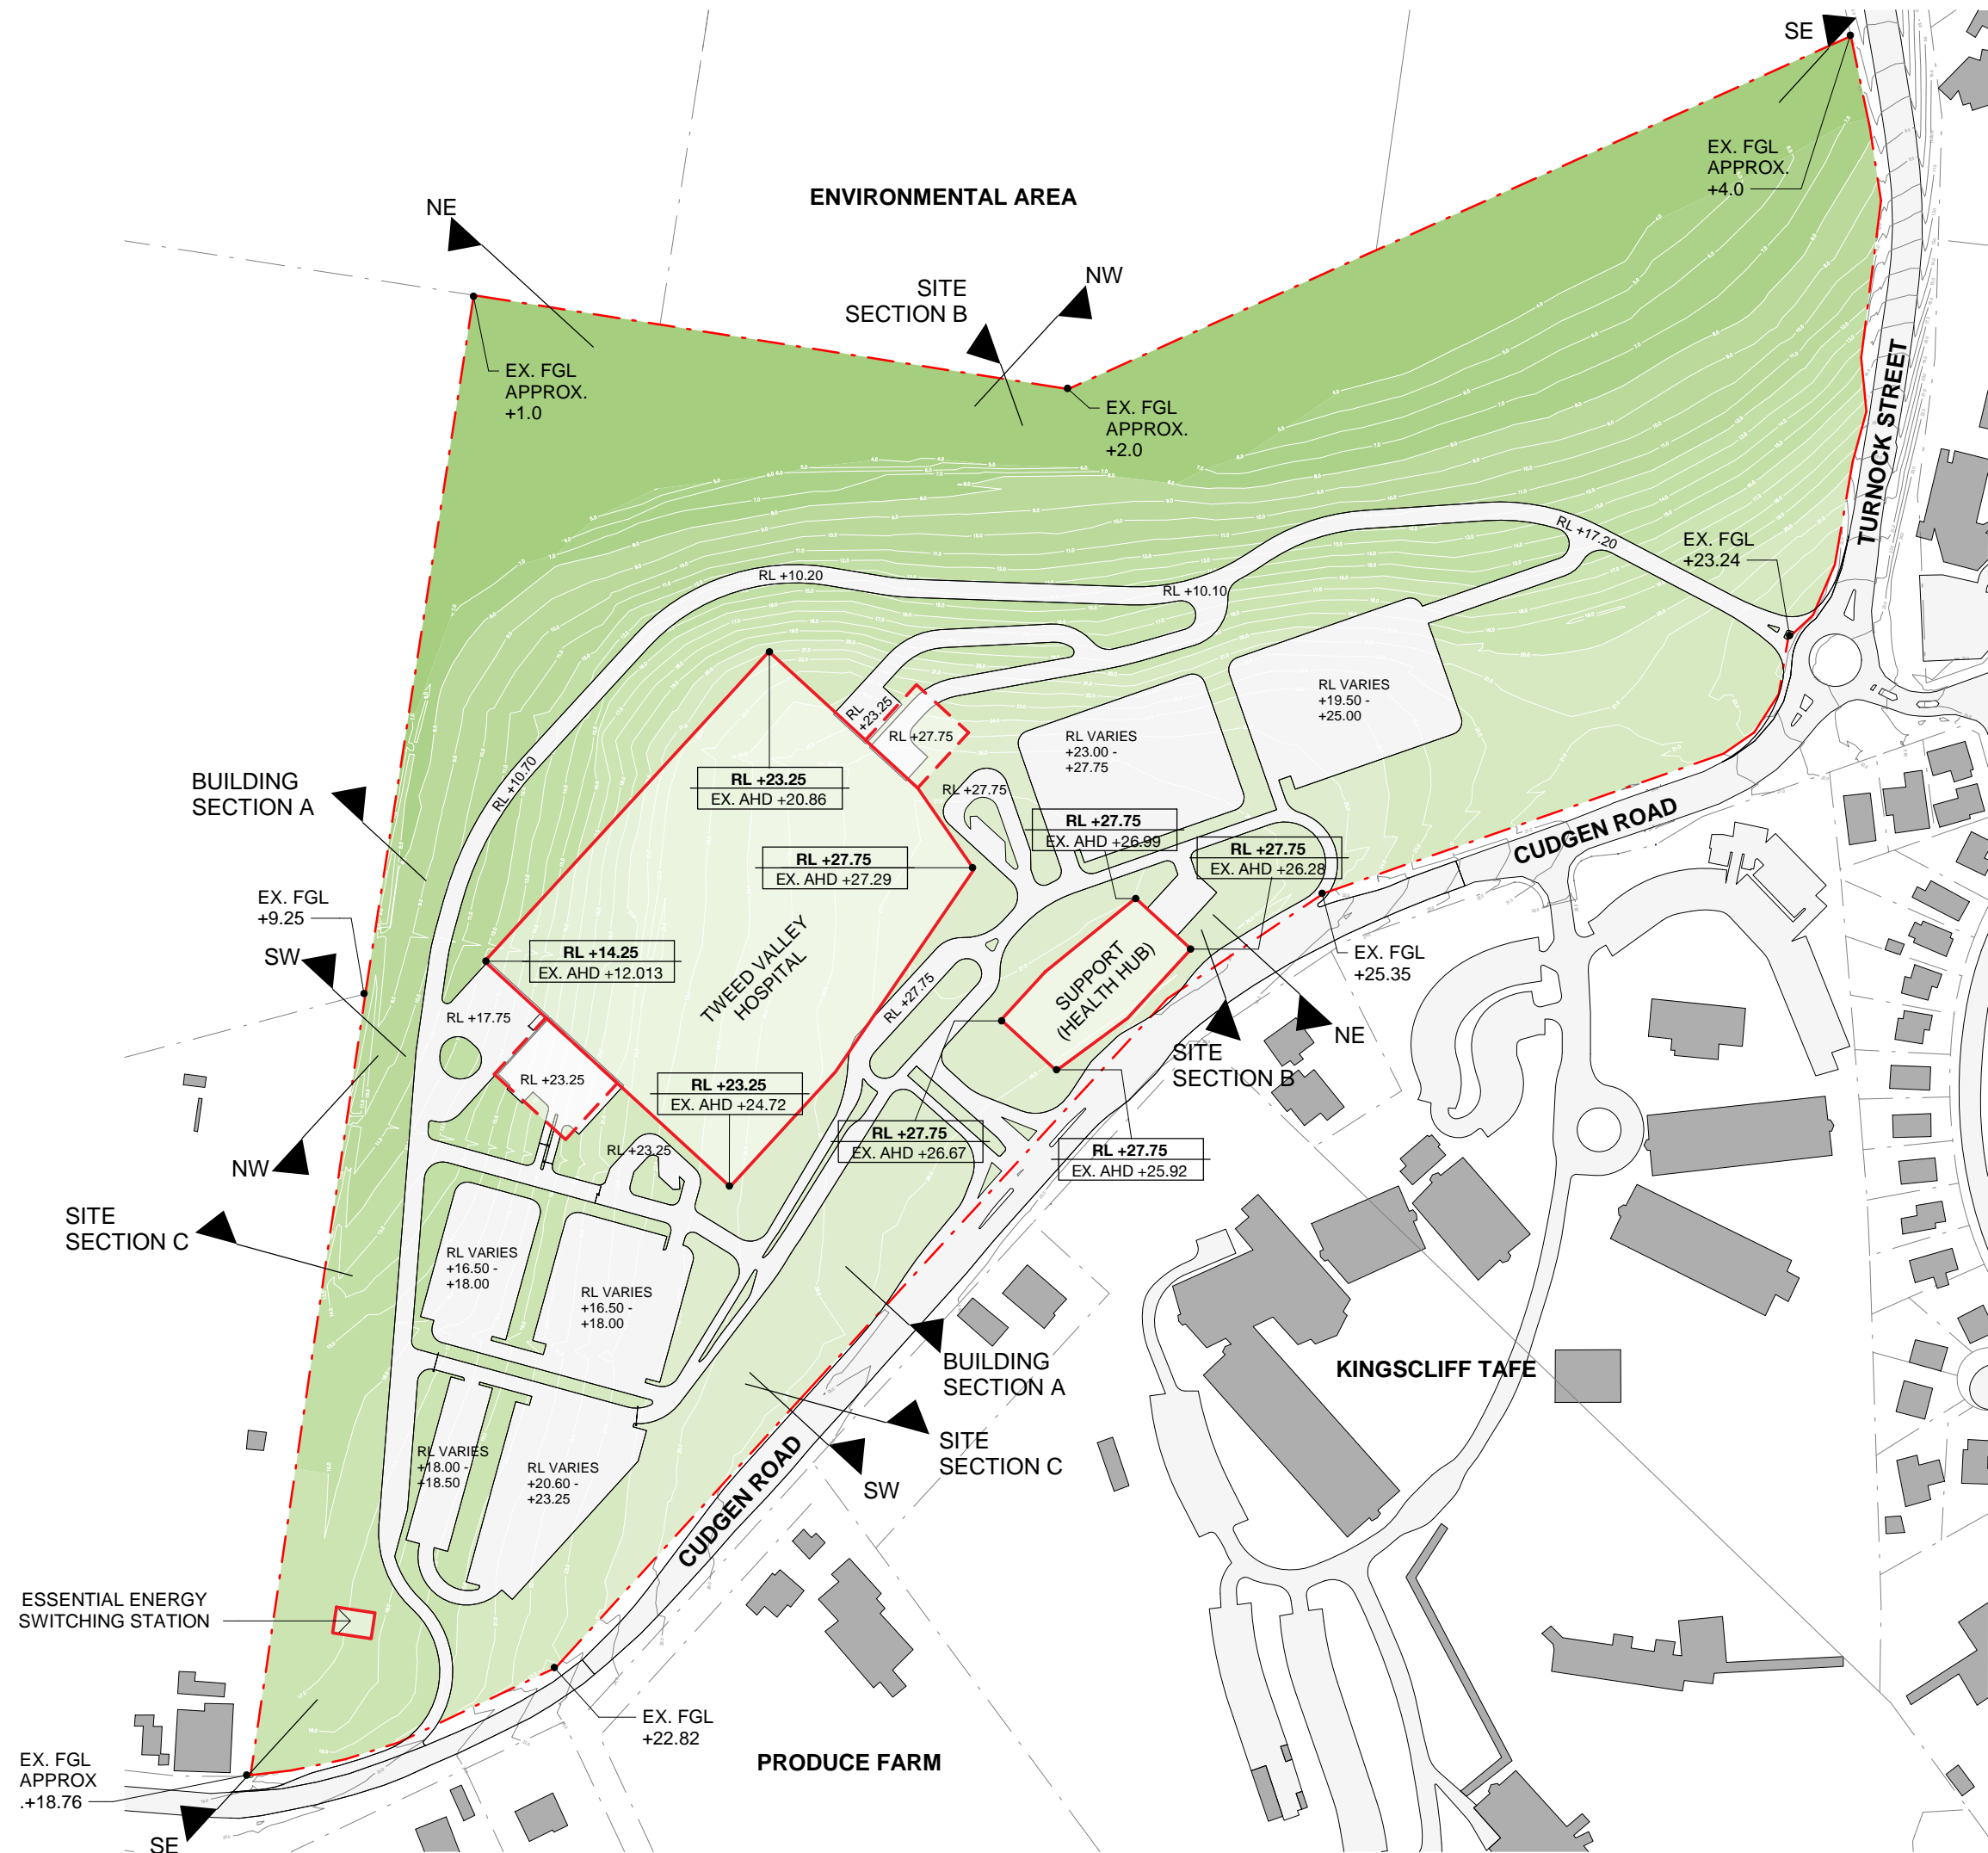 SE
EX. FGL
APPROX.
+4.0
ENVIRONMENTAL AREA
NE
SITE
SECTION B
NW
EX. FGL
APPROX.
+1.0
EX. FGL
APPROX.
+2.0
TURNOCK STREET
RL +17.20
EX. FGL
+23.24
RL +10.20
RL +10.10
RL VARIES
+19.50 -
+25.00
RL
+23.25
RL +27.75
RL VARIES
+23.00 -
+27.75
RL +10.70
BUILDING
SECTION A
RL +23.25
EX. AHD +20.86
RL +27.75
RL +27.75
EX. AHD +26.99
RL +27.75
EX. AHD +26.28
CUDGEN ROAD
RL +27.75
EX. AHD +27.29
EX. FGL
+9.25
SW
RL +14.25
EX. AHD +12.013
TWEED VALLEY
HOSPITAL
SUPPORT
(HEALTH HUB)
EX. FGL
+25.35
RL +27.75
RL +17.75
NE
SITE
SECTION B
RL +23.25
RL +23.25
EX. AHD +24.72
NW
RL +27.75
EX. AHD +26.67
RL +27.75
EX. AHD +25.92
RL +23.25
SITE
SECTION C
RL VARIES
+16.50 -
+18.00
RL VARIES
+16.50 -
+18.00
BUILDING
SECTION A
KINGSCLIFF TAFE
SITE
SECTION C
RL VARIES
+18.00 -
+18.50
RL VARIES
+20.60 -
+23.25
SW
CUDGEN ROAD
ESSENTIAL ENERGY
SWITCHING STATION
EX. FGL
+22.82
PRODUCE FARM
EX. FGL
APPROX
.+18.76
SE